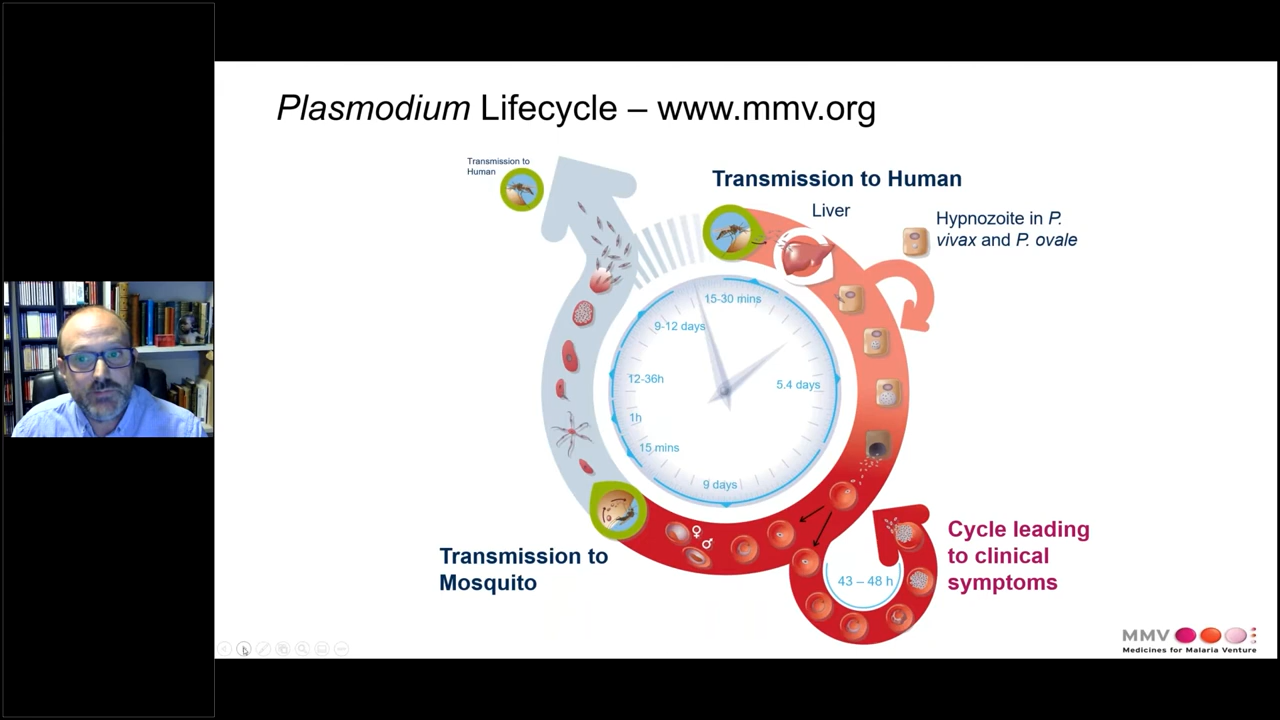 Plasmodium Lifecycle – www.mmv.org
Transmission to
Human
Transmission to Human
Liver
Hypnozoite in P.
vivax and P. ovale
15-30 mins
9-12 days
12-36h
5.4 days
1h
15 mins
9 days
♀
♂
Transmission to
Mosquito
43 – 48 h
Cycle leading
to clinical
symptoms
MMV
Medicines for Malaria Venture